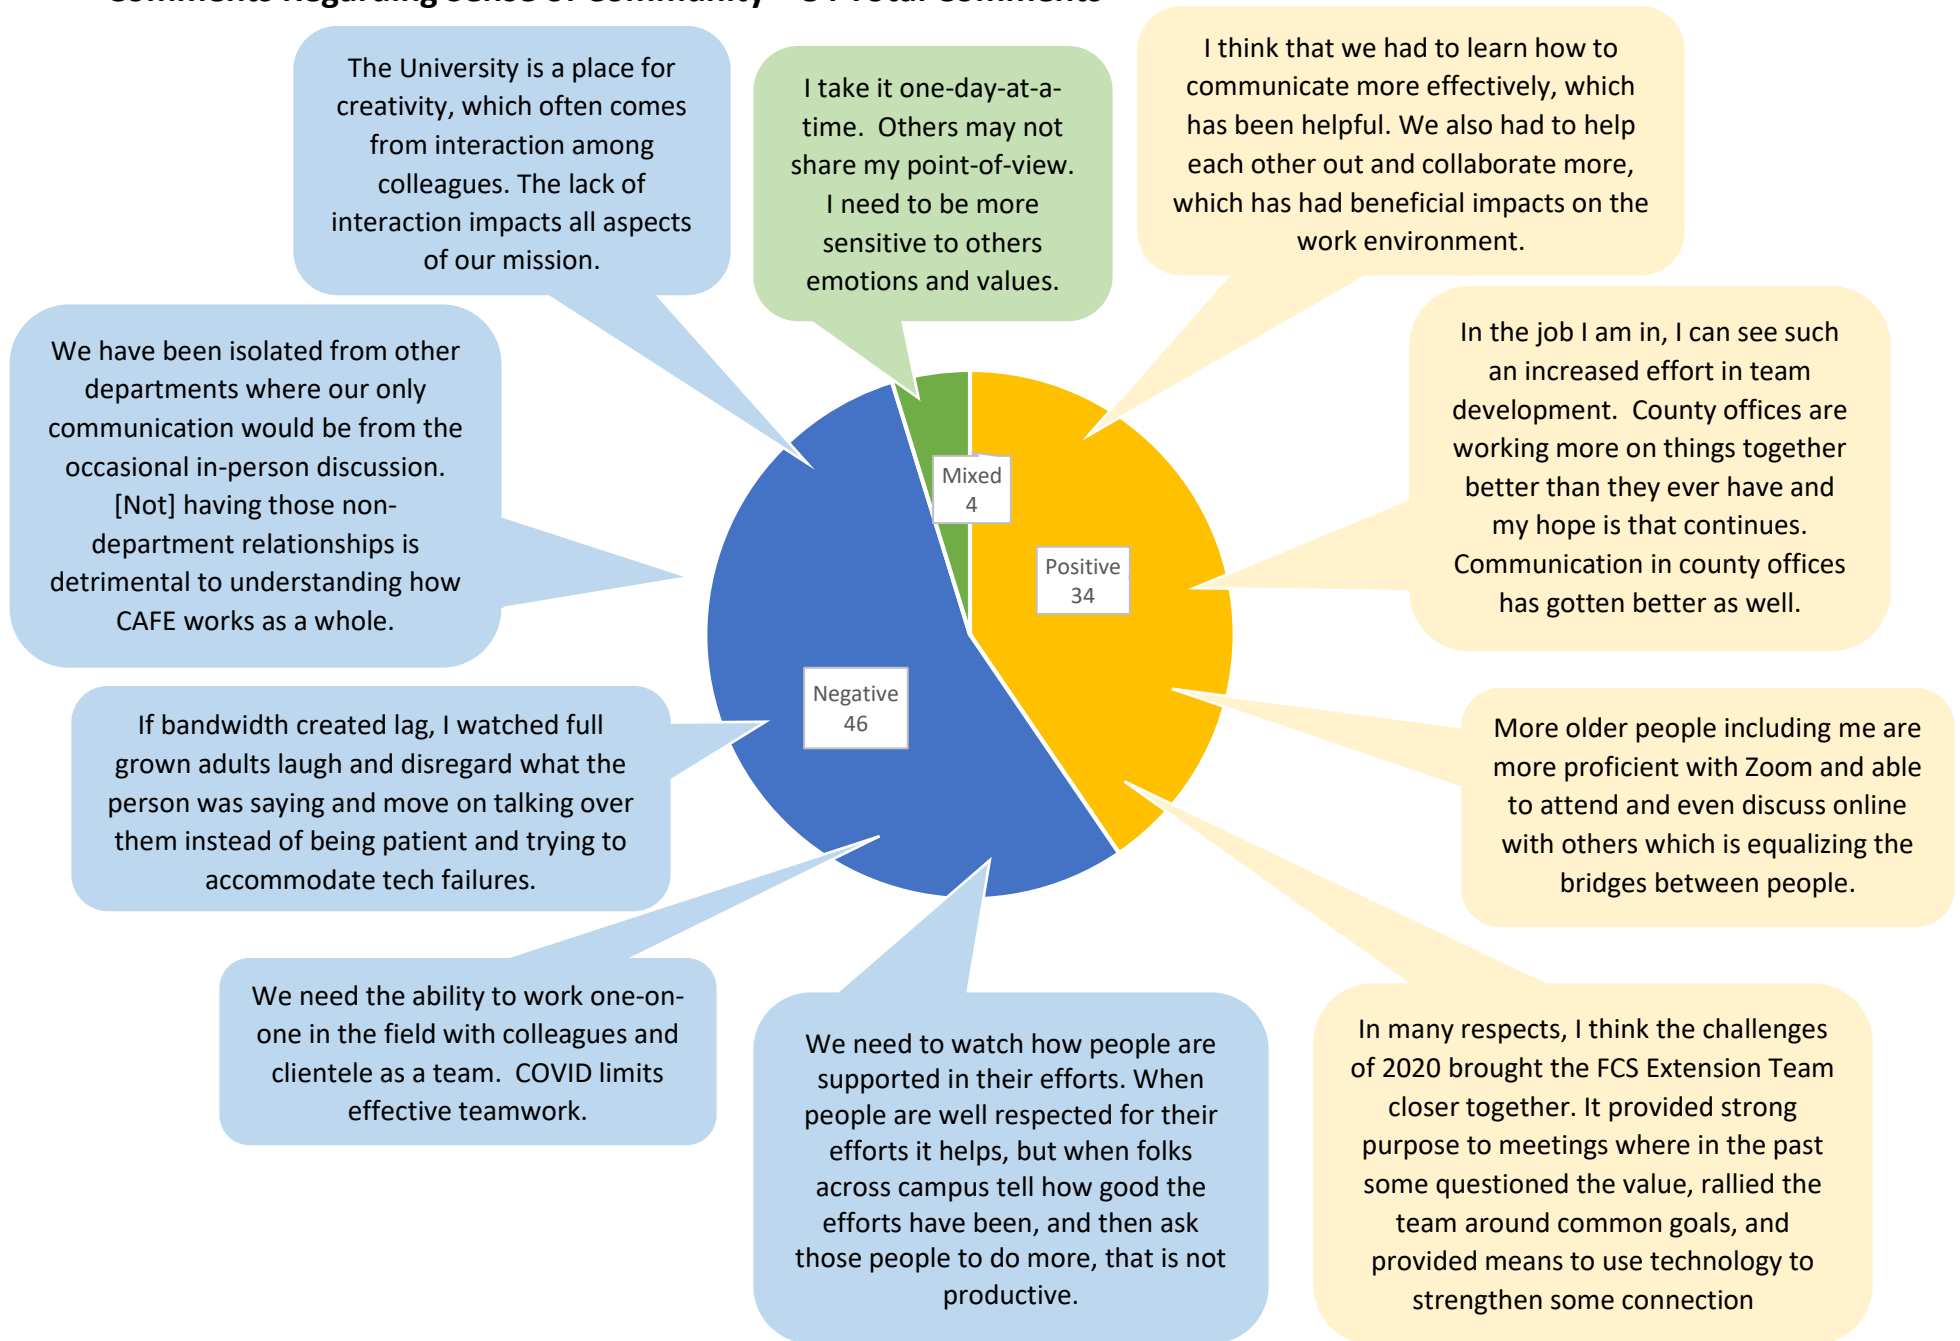 Comments Regarding Sense of Community – 84 Total Comments
The University is a place for
creativity, which often comes
from interaction among
colleagues. The lack of
interaction impacts all aspects
of our mission.
I take it one-day-at-a-
time.  Others may not
share my point-of-view.
I need to be more
sensitive to others
emotions and values.
I think that we had to learn how to
communicate more effectively, which
has been helpful. We also had to help
each other out and collaborate more,
which has had beneficial impacts on the
work environment.
We have been isolated from other
departments where our only
communication would be from the
occasional in-person discussion.
[Not] having those non-
department relationships is
detrimental to understanding how
CAFE works as a whole.
In the job I am in, I can see such
an increased effort in team
development.  County offices are
working more on things together
better than they ever have and
my hope is that continues.
Communication in county offices
has gotten better as well.
Mixed
4
Positive
34
Negative
46
If bandwidth created lag, I watched full
grown adults laugh and disregard what the
person was saying and move on talking over
them instead of being patient and trying to
accommodate tech failures.
More older people including me are
more proficient with Zoom and able
to attend and even discuss online
with others which is equalizing the
bridges between people.
We need the ability to work one-on-
one in the field with colleagues and
clientele as a team.  COVID limits
effective teamwork.
We need to watch how people are
supported in their efforts. When
people are well respected for their
efforts it helps, but when folks
across campus tell how good the
efforts have been, and then ask
those people to do more, that is not
productive.
In many respects, I think the challenges
of 2020 brought the FCS Extension Team
closer together. It provided strong
purpose to meetings where in the past
some questioned the value, rallied the
team around common goals, and
provided means to use technology to
strengthen some connection